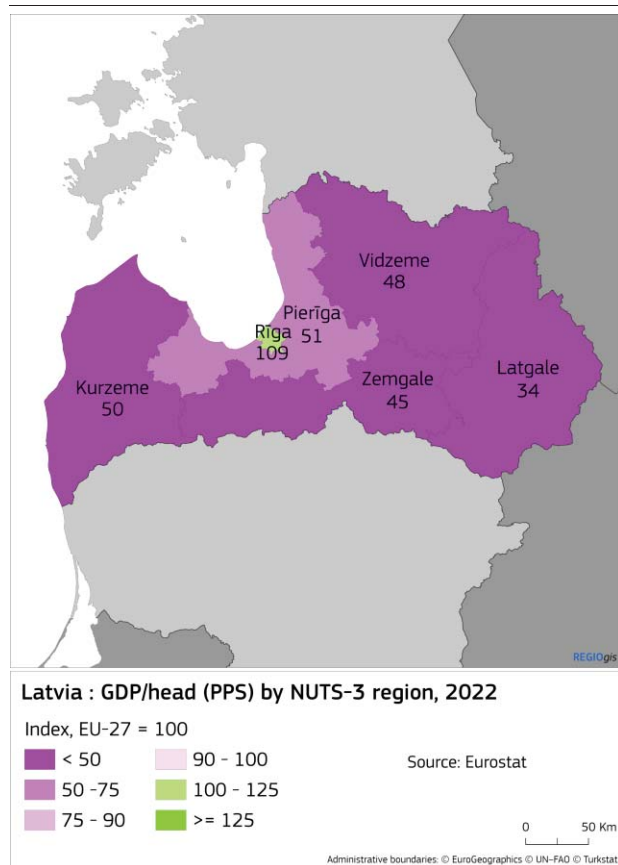 Vidzeme
48
Pierīga
51
Rīga
109
Kurzeme
50
Zemgale
45
Latgale
34
REGIOgis
Latvia : GDP/head (PPS) by NUTS-3 region, 2022
Index, EU-27 = 100
< 50
90 - 100
50 -75
100 - 125
75 - 90
>= 125
Source: Eurostat
0 50 Km
Administrative boundaries: © EuroGeographics © UN-FAO © Turkstat